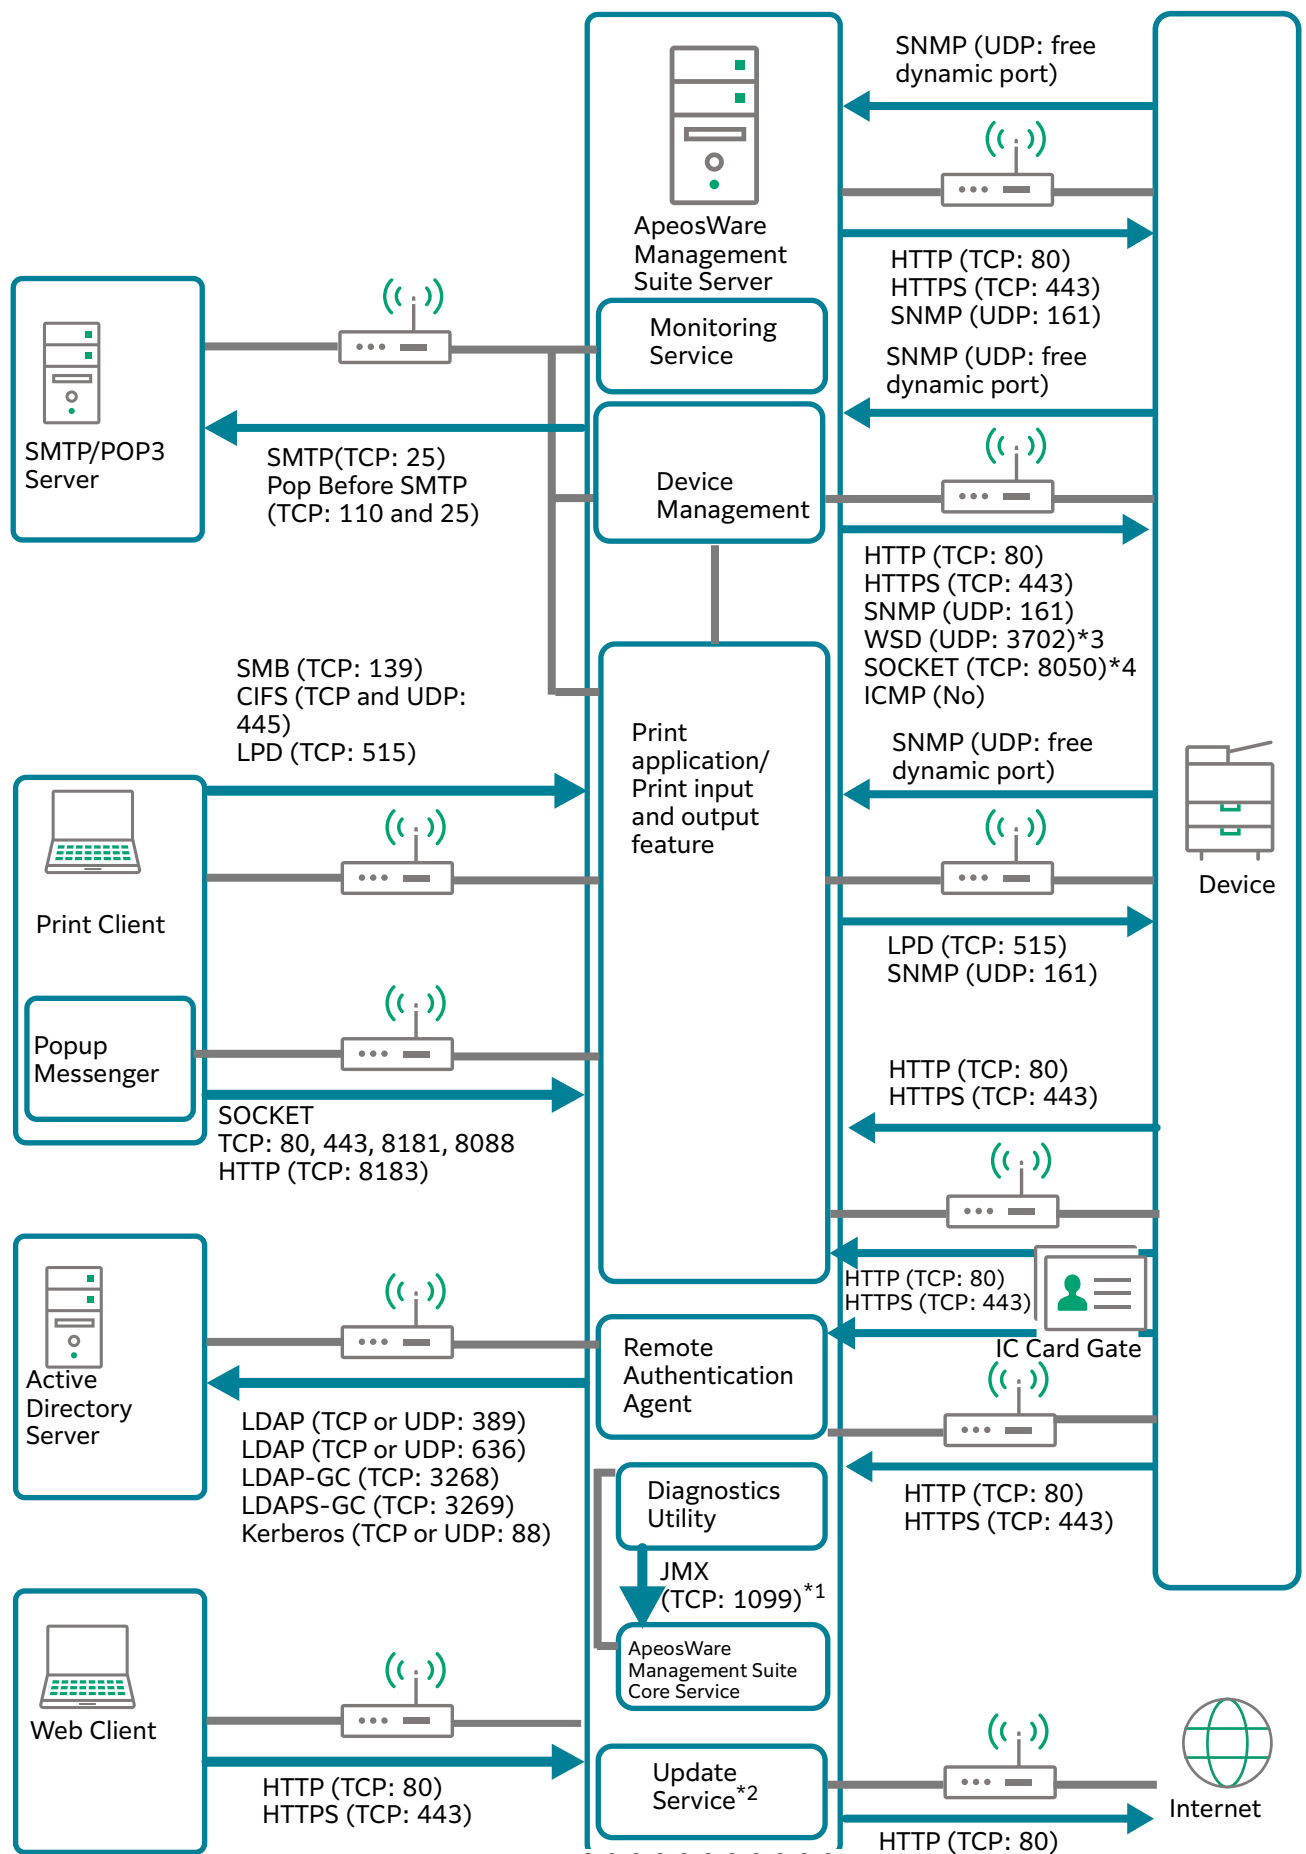 SNMP (UDP: free
dynamic port)
ApeosWare
Management
Suite Server
HTTP (TCP: 80)
HTTPS (TCP: 443)
SNMP (UDP: 161)
Monitoring
Service
SNMP (UDP: free
dynamic port)
SMTP/POP3
Server
SMTP(TCP: 25)
Pop Before SMTP
(TCP: 110 and 25)
Device
Management
HTTP (TCP: 80)
HTTPS (TCP: 443)
SNMP (UDP: 161)
WSD (UDP: 3702)*3
SOCKET (TCP: 8050)*4
ICMP (No)
SMB (TCP: 139)
CIFS (TCP and UDP:
445)
LPD (TCP: 515)
Print
application/
Print input
and output
feature
SNMP (UDP: free
dynamic port)
Device
Print Client
LPD (TCP: 515)
SNMP (UDP: 161)
Popup
Messenger
SOCKET
TCP: 80, 443, 8181, 8088
HTTP (TCP: 8183)
HTTP (TCP: 80)
HTTPS (TCP: 443)
HTTP (TCP: 80)
HTTPS (TCP: 443)
IC Card Gate
Active
Directory
Server
LDAP (TCP or UDP: 389)
LDAP (TCP or UDP: 636)
LDAP-GC (TCP: 3268)
LDAPS-GC (TCP: 3269)
Kerberos (TCP or UDP: 88)
Remote
Authentication
Agent
HTTP (TCP: 80)
HTTPS (TCP: 443)
Diagnostics
Utility
JMX
(TCP: 1099)*1
ApeosWare
Management Suite
Core Service
Web Client
HTTP (TCP: 80)
HTTPS (TCP: 443)
Update
Service*2
Internet
HTTP (TCP: 80)